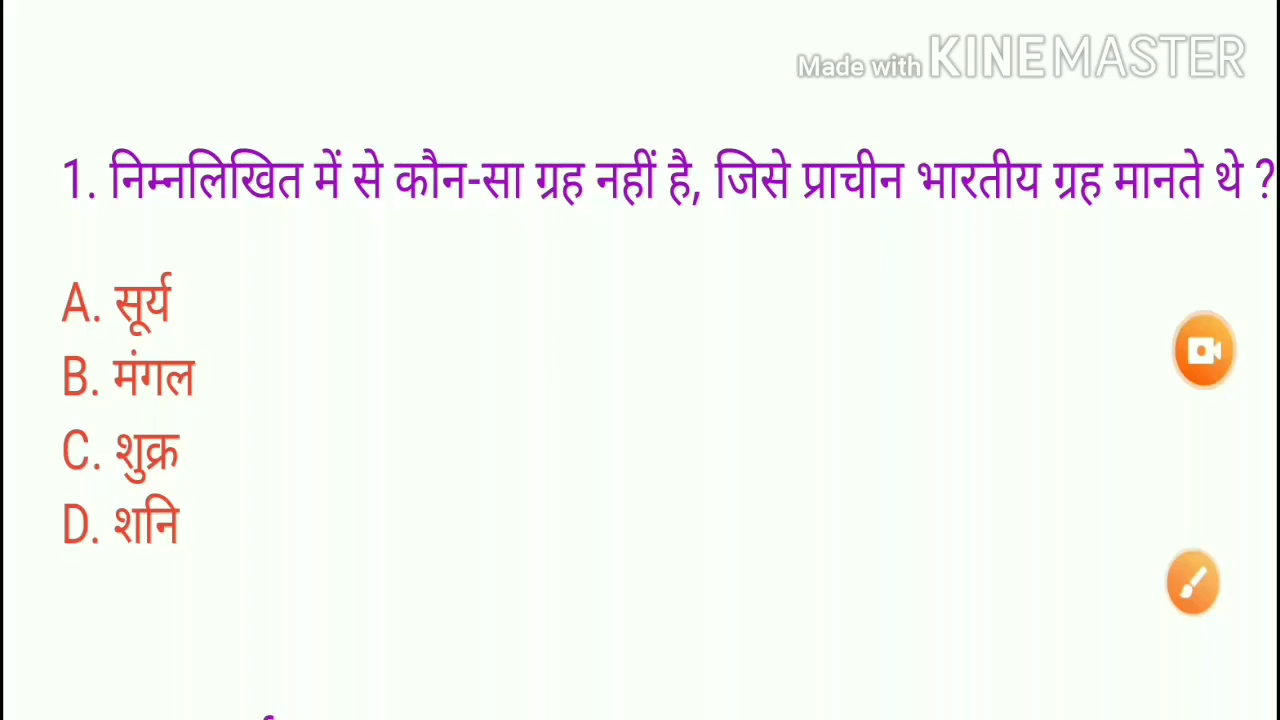 Made with KINEMASTER
1. निम्नलिखित में से कौन-सा ग्रह नहीं है, जिसे प्राचीन भारतीय ग्रह मानते थे ?
A. सूर्य
B. मंगल
C. शुक्र
D. शनि